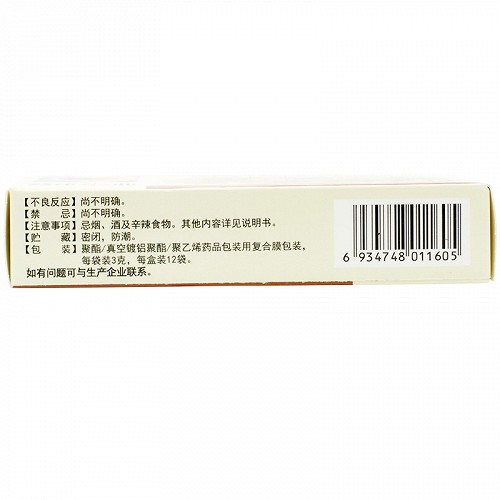 【不良反应】尚不明确。
【禁 忌】尚不明确。
【注意事项】忌烟、酒及辛辣食物。其他内容详见说明书。
【贮 藏】密闭，防潮。
【包 装】聚酯/真空镀铝聚酯/聚乙烯药品包装用复合膜包装，
每袋装3克，每盒装12袋。
如有问题可与生产企业联系。
6 934748 011605